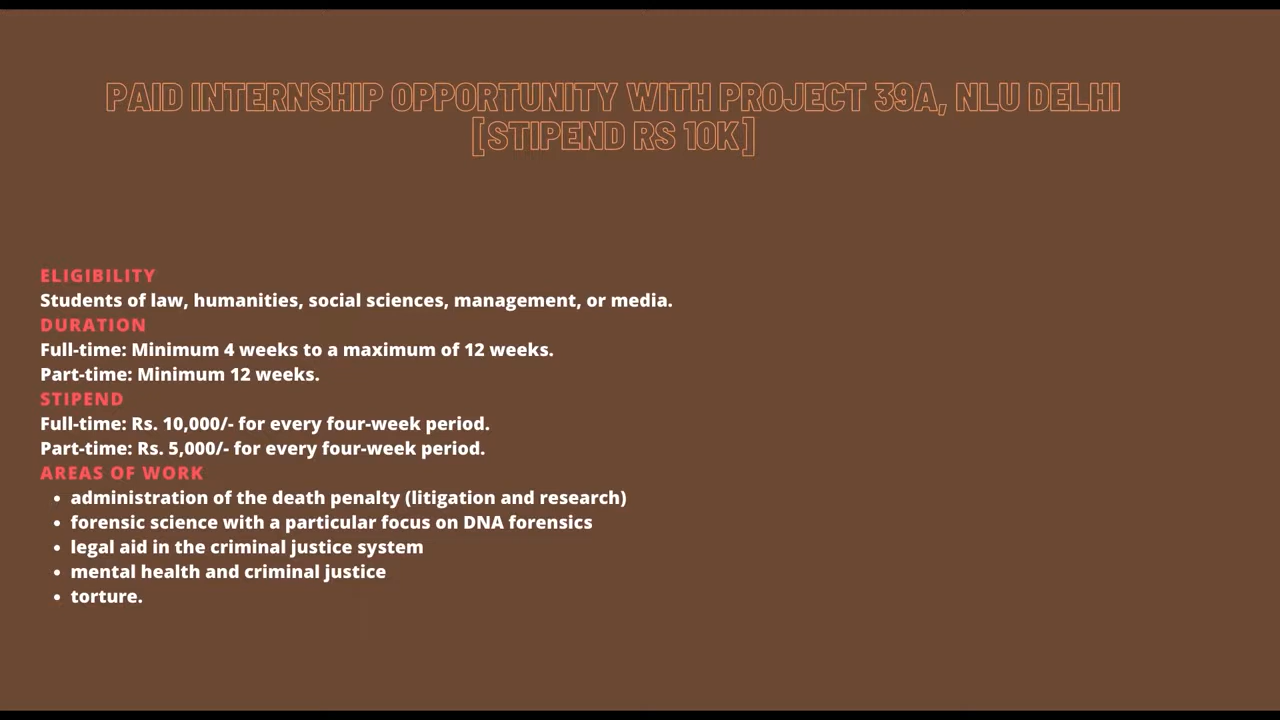 PAID INTERNSHIP OPPORTUNITY WITH PROJECT 39A, NLU DELHI
[STIPEND RS 10K]
ELIGIBILITY
Students of law, humanities, social sciences, management, or media.
DURATION
Full-time: Minimum 4 weeks to a maximum of 12 weeks.
Part-time: Minimum 12 weeks.
STIPEND
Full-time: Rs. 10,000/- for every four-week period.
Part-time: Rs. 5,000/- for every four-week period.
AREAS OF WORK
• administration of the death penalty (litigation and research)
• forensic science with a particular focus on DNA forensics
• legal aid in the criminal justice system
• mental health and criminal justice
• torture.